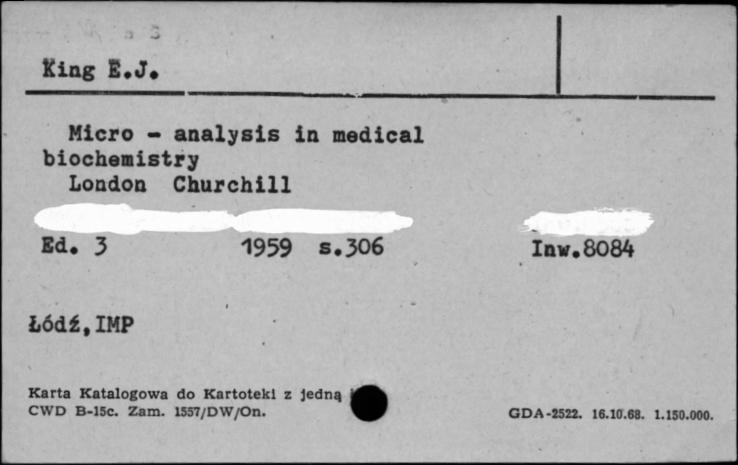 King E.J.
Micro - analysis in medical
biochemistry
London Churchill
Ed. 3 1959 s.306 Inw.8084
Łódź,IMP
Karta Katalogowa do Kartoteki z jedną
CWD B-15c. Zam. 1557/DW/On.
GDA-2522. 16.10.68. 1.150.000.